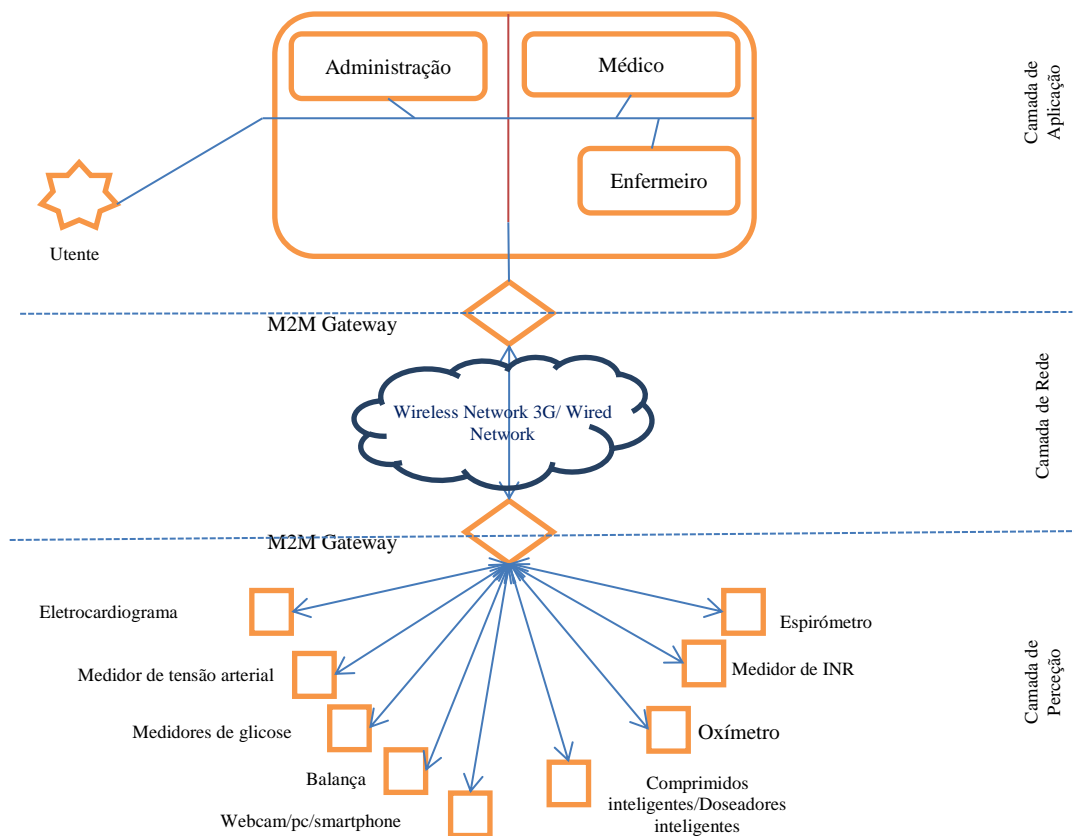 Administração
Médico
Camada de
Aplicação
Enfermeiro
Utente
M2M Gateway
Wireless Network 3G/ Wired
Network
Camada de Rede
M2M Gateway
Eletrocardiograma
Espirómetro
Medidor de tensão arterial
Medidor de INR
Camada de
Perceção
Medidores de glicose
Oxímetro
Balança
Comprimidos
inteligentes/Doseadores
inteligentes
Webcam/pc/smartphone